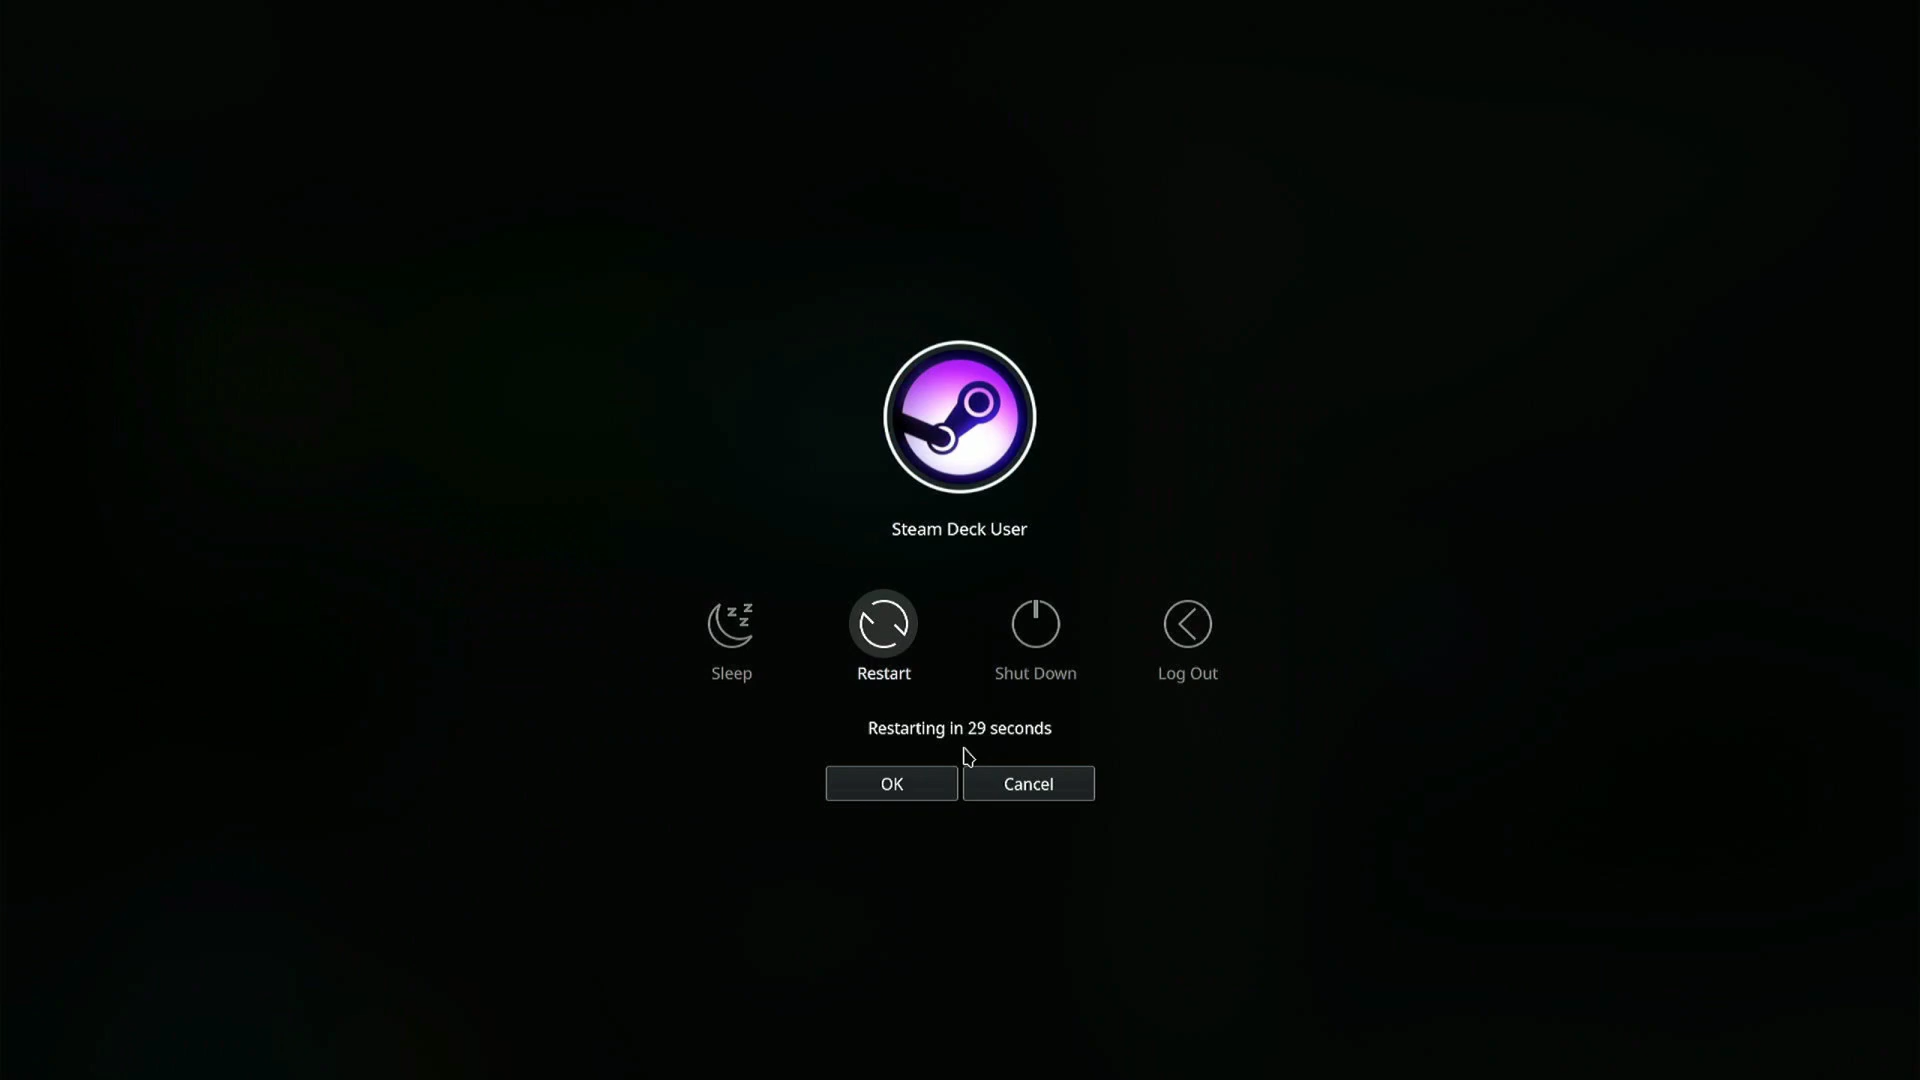 Steam Deck User
Sleep
Restart
Shut Down
Log Out
Restarting in 29 seconds
OK
Cancel